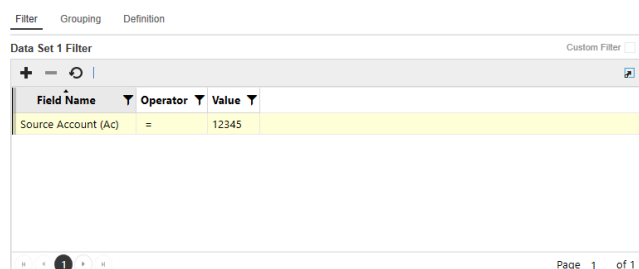 Filter Grouping Definition
Data Set 1 Filter Custom Filter
Field Name Operator Value
Source Account (Ac) = 12345
1 Page 1 of 1